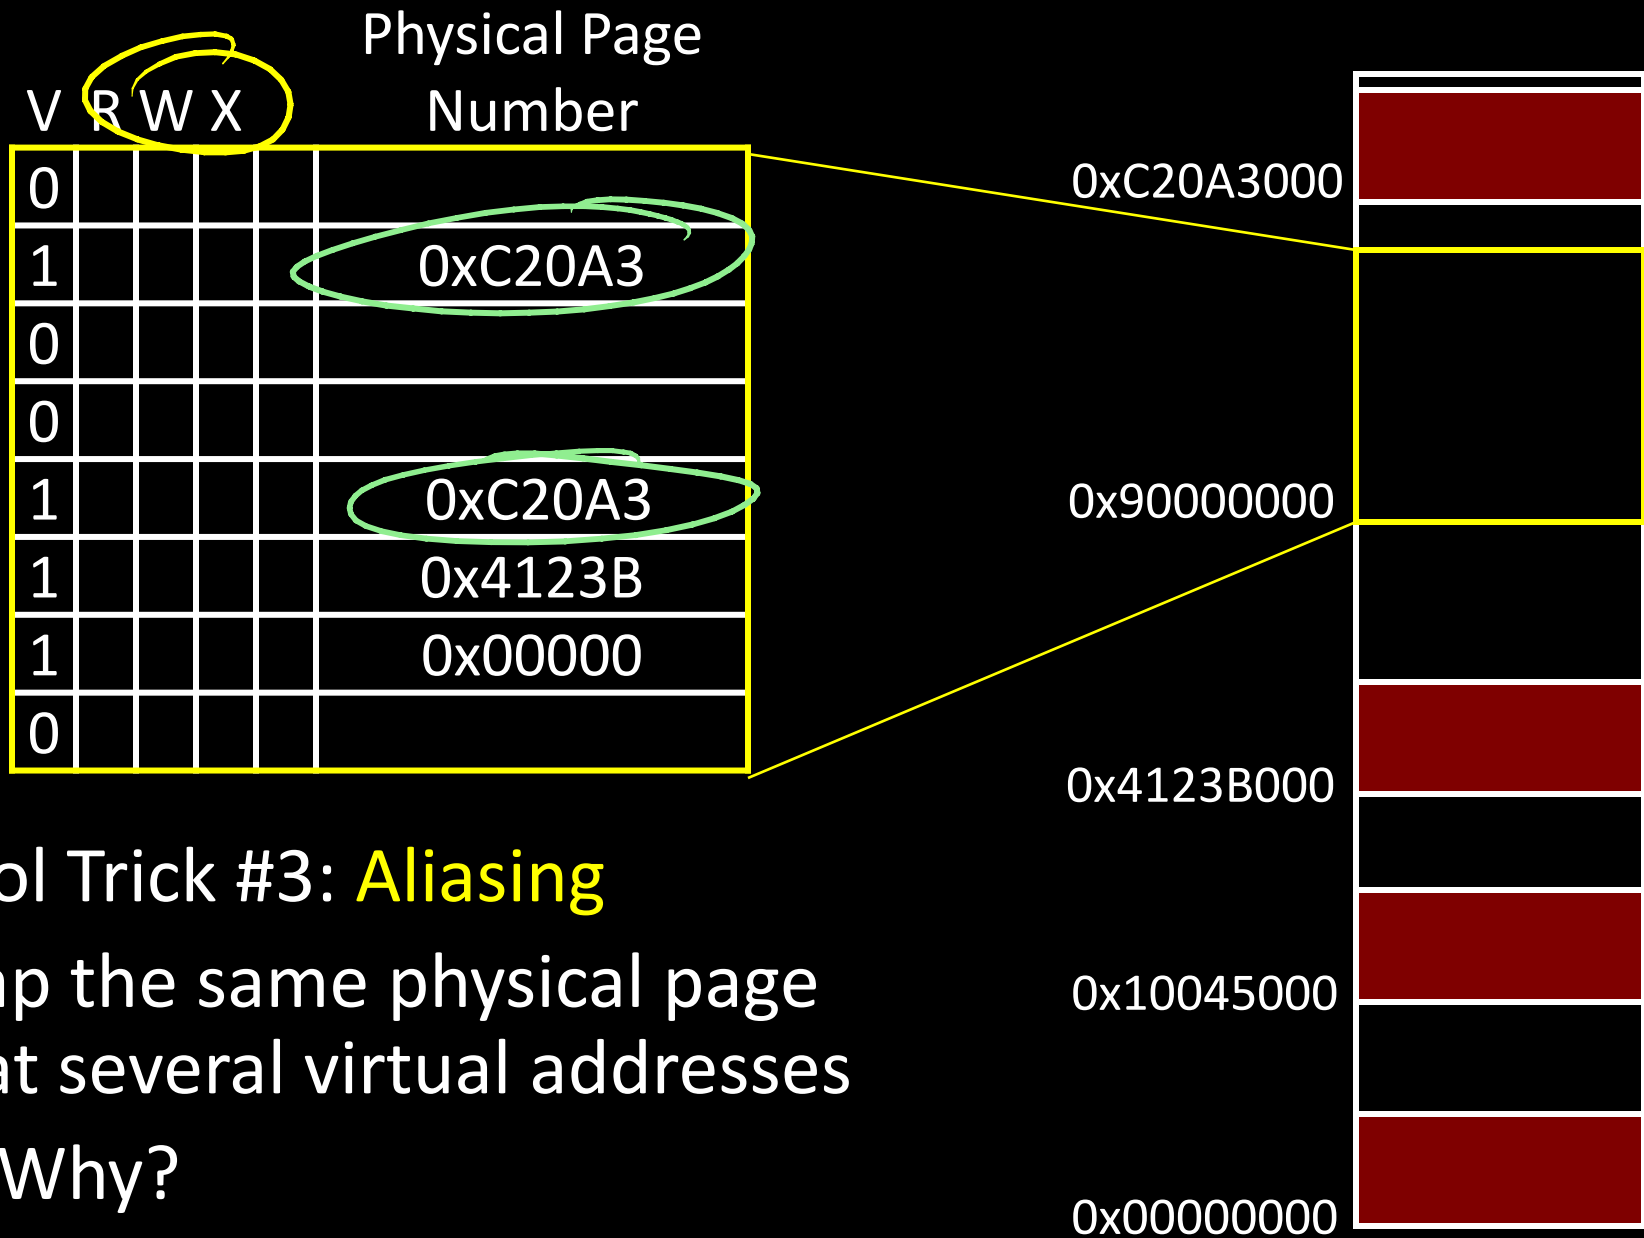 Physical Page
V R W X Number
0
1 0xC20A3
0
0
1 0xC20A3
1 0x4123B
1 0x00000
0
0xC20A3000
0x90000000
0x4123B000
0x10045000
0x00000000
ol Trick #3: Aliasing
ap the same physical page
at several virtual addresses
Why?